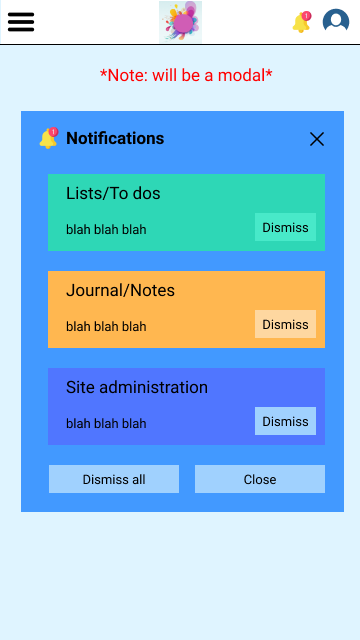 *Note: will be a modal*
Notifications
Lists/To dos
blah blah blah
Dismiss
Journal/Notes
blah blah blah
Dismiss
Site administration
blah blah blah
Dismiss
Dismiss all
Close